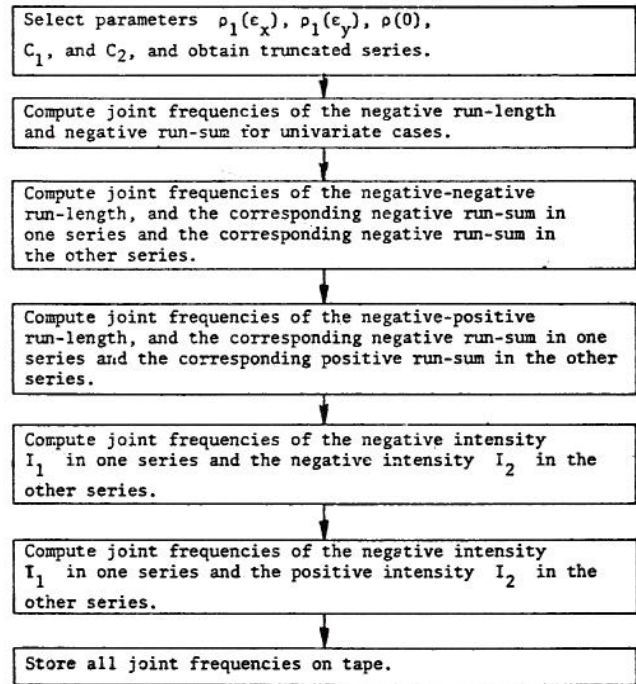 Select parameters ρ₁(εₓ), ρ₁(ε_y), ρ(0),
C₁, and C₂, and obtain truncated series.
Compute joint frequencies of the negative run-length
and negative run-sum for univariate cases.
Compute joint frequencies of the negative-negative
run-length, and the corresponding negative run-sum in
one series and the corresponding negative run-sum in
the other series.
Compute joint frequencies of the negative-positive
run-length, and the corresponding negative run-sum in one
series and the corresponding positive run-sum in the other
series.
Compute joint frequencies of the negative intensity
I₁ in one series and the negative intensity I₂ in the
other series.
Compute joint frequencies of the negative intensity
I₁ in one series and the positive intensity I₂ in the
other series.
Store all joint frequencies on tape.